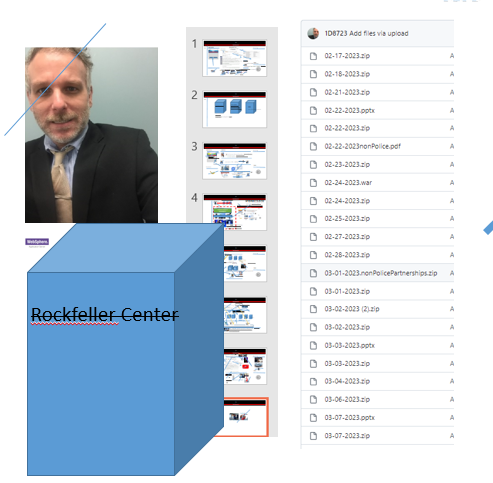 WebSphere.
Rockfeller Center
1
2
3
4
1D8723 Add files via upload
02-17-2023.zip
02-18-2023.zip
02-21-2023.zip
02-22-2023.pptx
02-22-2023.zip
02-22-2023nonPolice.pdf
02-23-2023.zip
02-24-2023.war
02-24-2023.zip
02-25-2023.zip
02-27-2023.zip
02-28-2023.zip
03-01-2023.nonPolicePartnerships.zip
03-01-2023.zip
03-02-2023 (2).zip
03-02-2023.zip
03-03-2023.pptx
03-03-2023.zip
03-04-2023.zip
03-06-2023.zip
03-07-2023.pptx
03-07-2023.zip